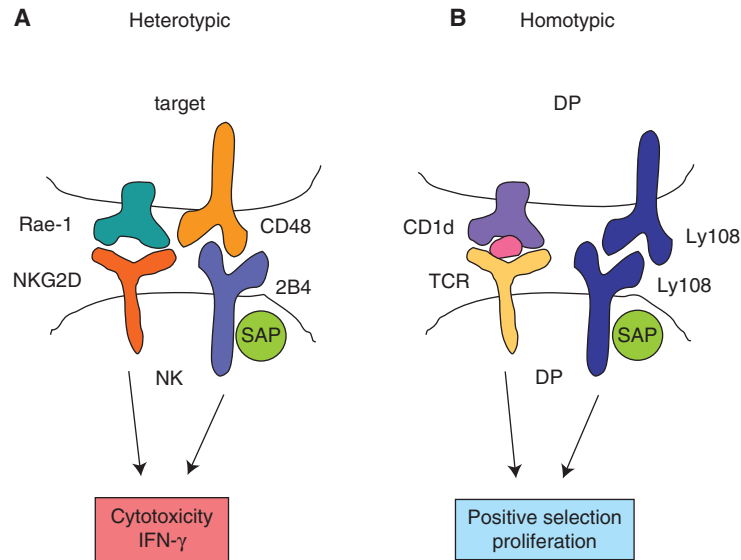 A Heterotypic
target
Rae-1
CD48
NKG2D
2B4
SAP
NK
Cytotoxicity
IFN-γ
B Homotypic
DP
CD1d
Ly108
TCR
Ly108
SAP
DP
Positive selection
proliferation